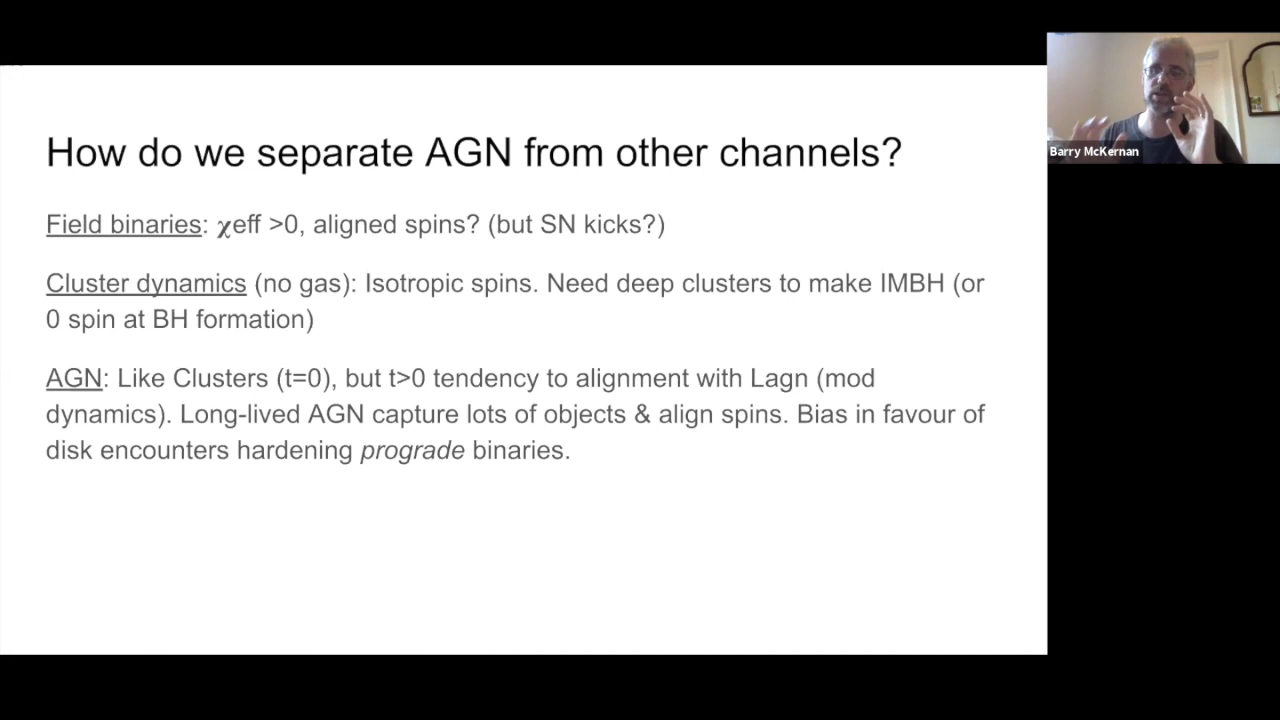 How do we separate AGN from other channels?
Field binaries: χeff >0, aligned spins? (but SN kicks?)
Cluster dynamics (no gas): Isotropic spins. Need deep clusters to make IMBH (or
0 spin at BH formation)
AGN: Like Clusters (t=0), but t>0 tendency to alignment with Lagn (mod
dynamics). Long-lived AGN capture lots of objects & align spins. Bias in favour of
disk encounters hardening prograde binaries.
Barry McKernan